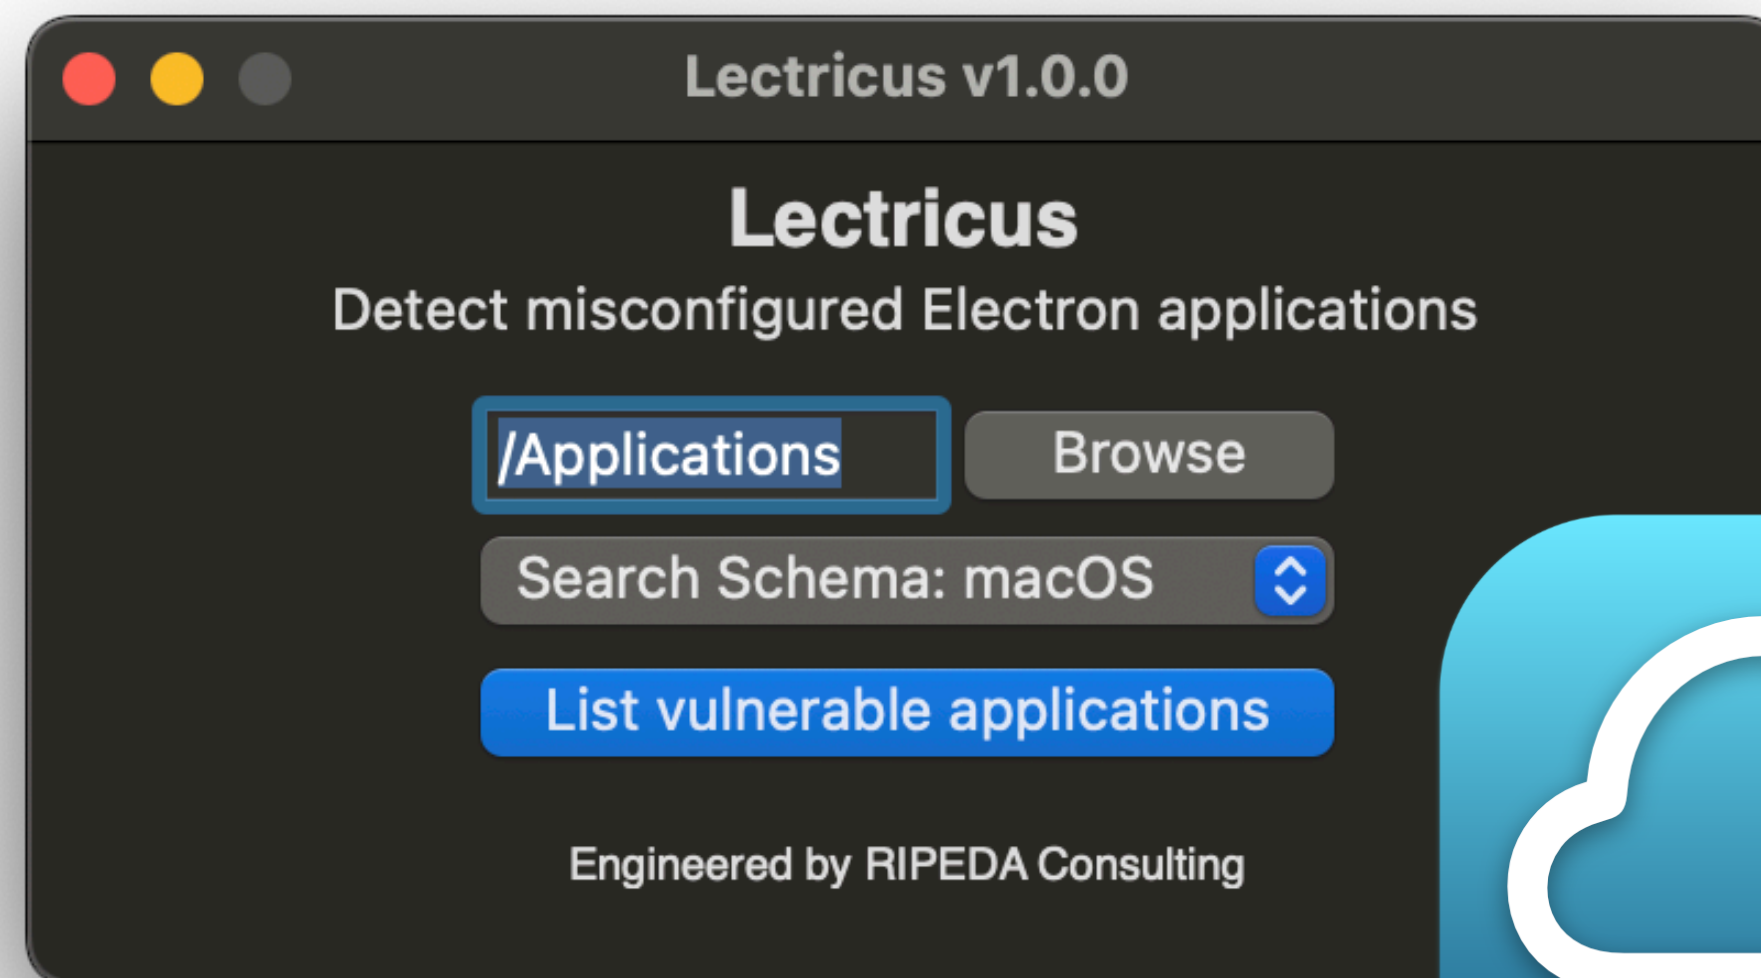 Lectricus v1.0.0
Lectricus
Detect misconfigured Electron applications
/Applications
Browse
Search Schema: macOS
List vulnerable applications
Engineered by RIPEDA Consulting